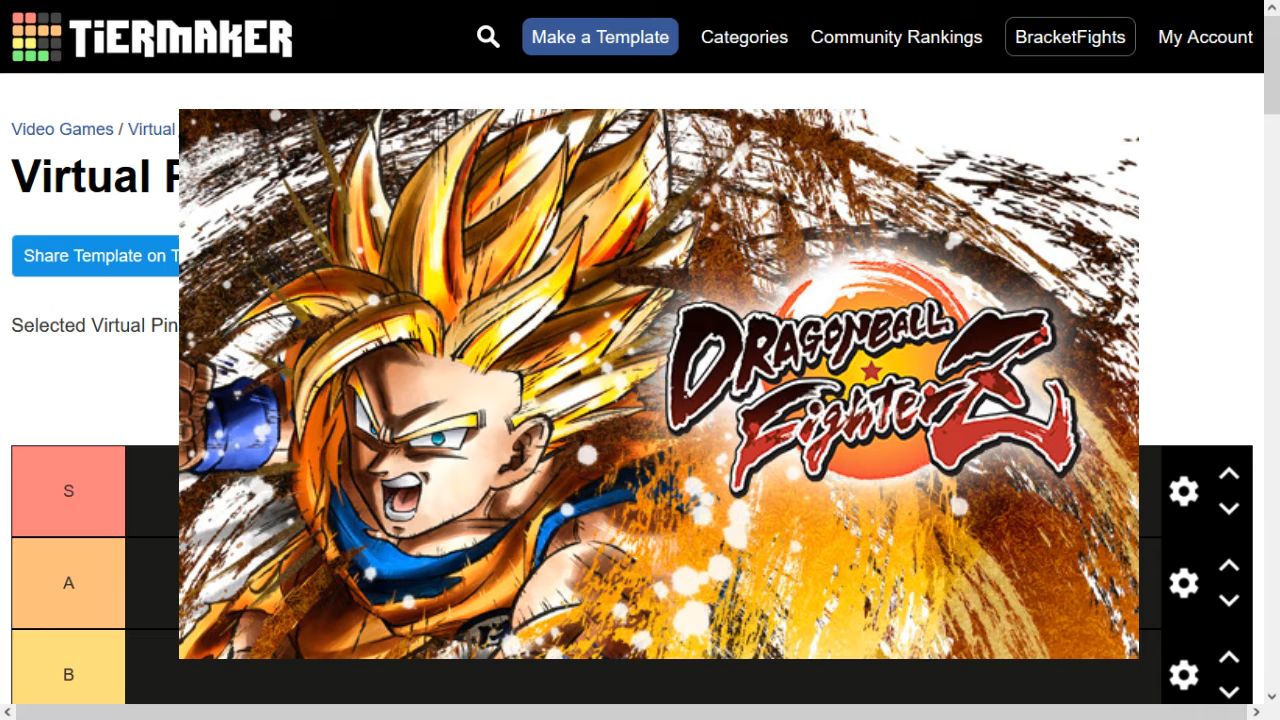 TiERMAKER
Make a Template
Categories
Community Rankings
BracketFights
My Account
Video Games / Virtual
Virtual
Share Template on
Selected Virtual Pin
DRAGONBALL
FighterZ
S
A
B